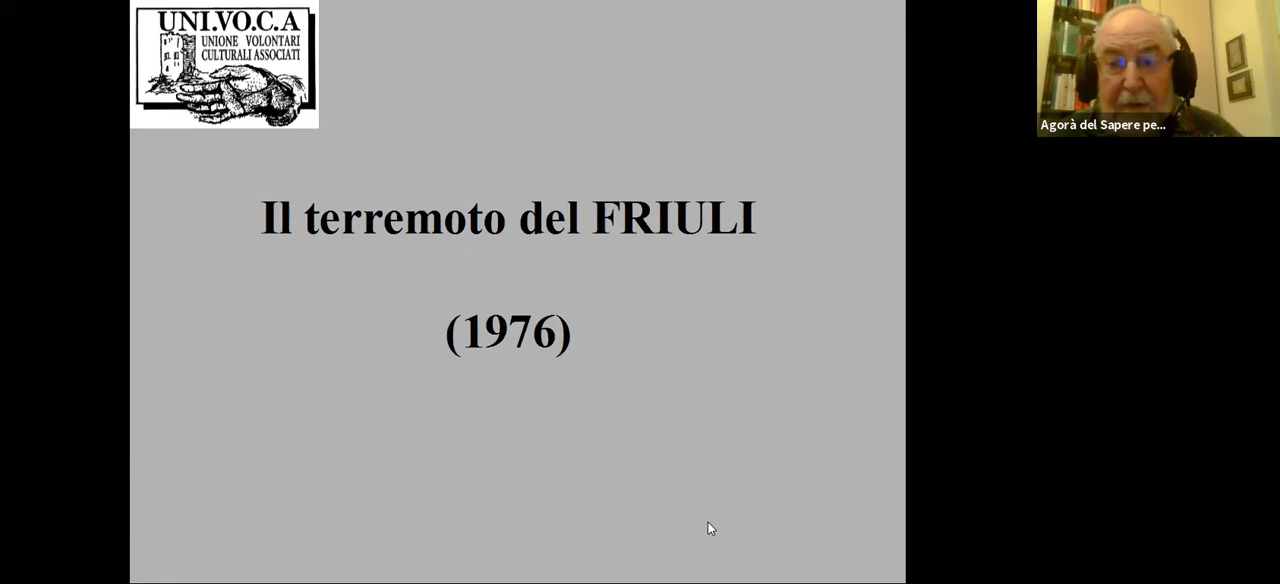 UNI.VO.C.A
UNIONE VOLONTARI
CULTURALI ASSOCIATI
Il terremoto del FRIULI
(1976)
Agorà del Sapere pe...